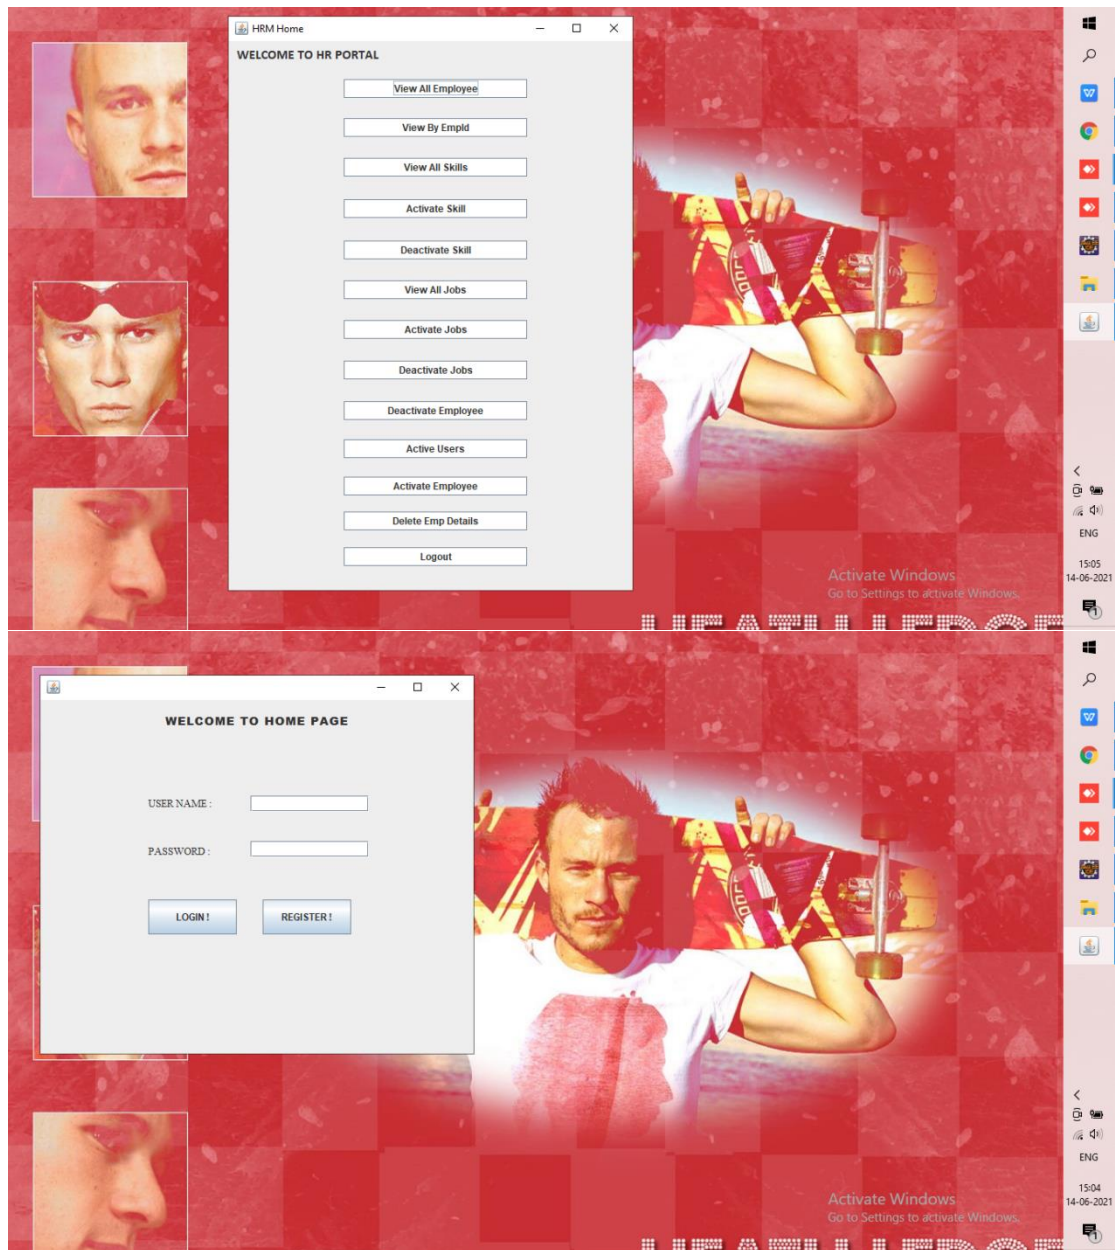 HRM Home
WELCOME TO HR PORTAL
View All Employee
View By EmpId
View All Skills
Activate Skill
Deactivate Skill
View All Jobs
Activate Jobs
Deactivate Jobs
Deactivate Employee
Active Users
Activate Employee
Delete Emp Details
Logout
ENG
15:05
14-06-2021
1
Activate Windows
Go to Settings to activate Windows.
WELCOME TO HOME PAGE
USER NAME :
PASSWORD :
LOGIN !
REGISTER !
ENG
15:04
14-06-2021
1
Activate Windows
Go to Settings to activate Windows.